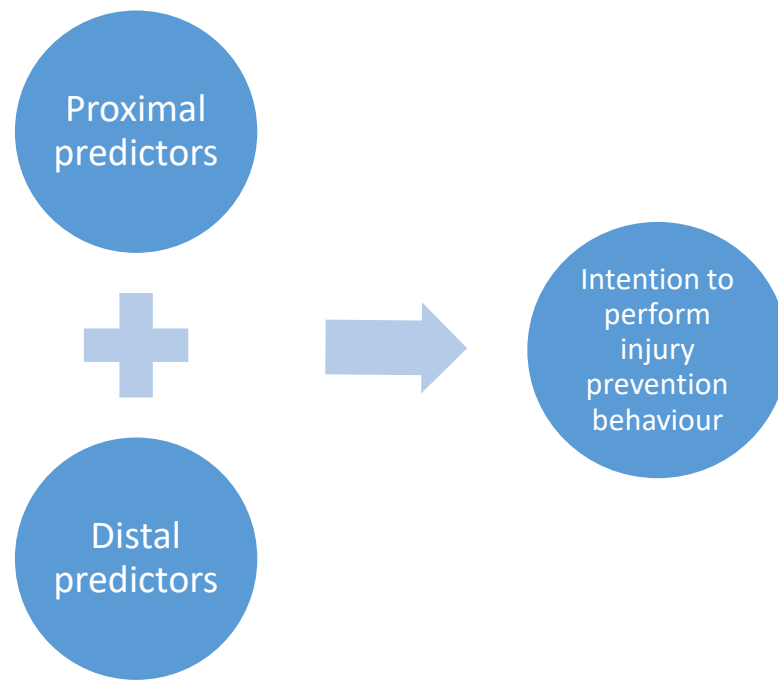 Proximal
predictors
Distal
predictors
Intention to
perform
injury
prevention
behaviour